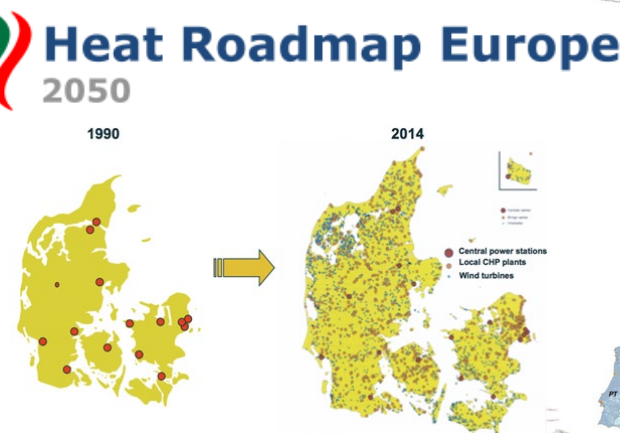 Heat Roadmap Europe
2050
1990
2014
Central power stations
Local CHP plants
Wind turbines
PT